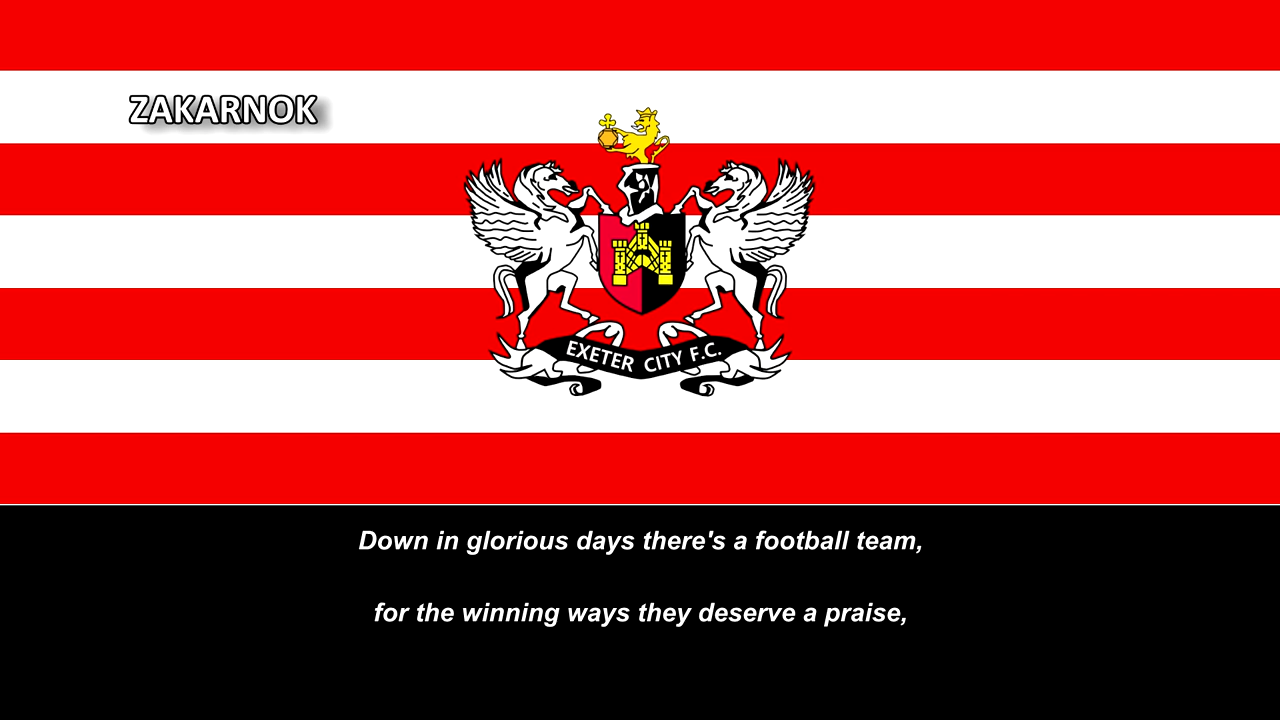 ZAKARNOK
EXETER CITY F.C.
Down in glorious days there's a football team,
for the winning ways they deserve a praise,